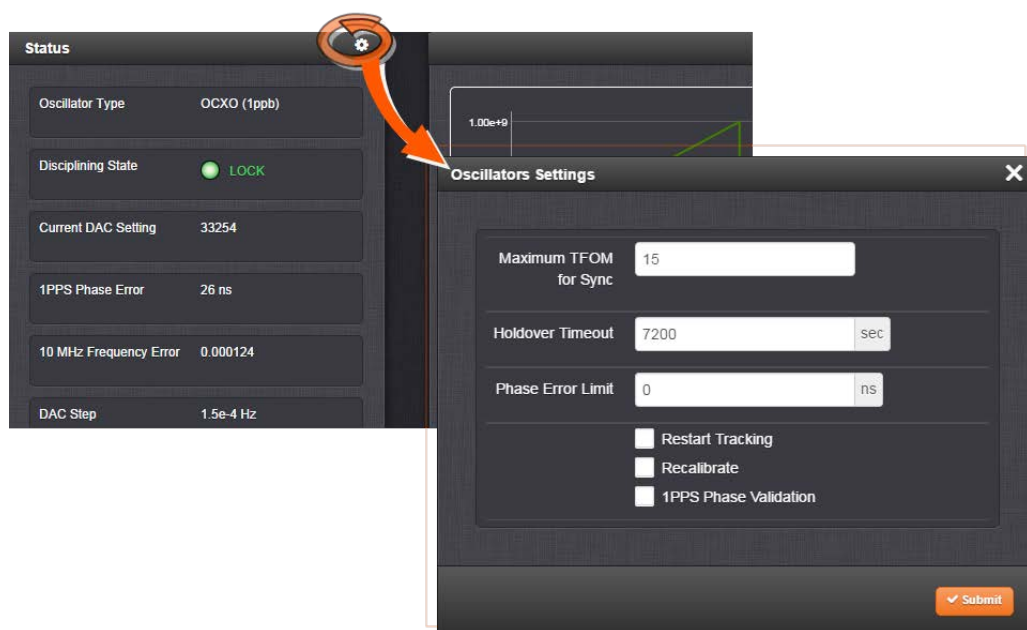 Status
Oscillator Type OCXO (1ppb)
Disciplining State LOCK
Current DAC Setting 33254
1PPS Phase Error 26 ns
10 MHz Frequency Error 0.000124
DAC Step 1.5e-4 Hz
1.00e+9
Oscillators Settings
Maximum TFOM 15
for Sync
Holdover Timeout 7200 sec
Phase Error Limit 0 ns
Restart Tracking
Recalibrate
1PPS Phase Validation
Submit